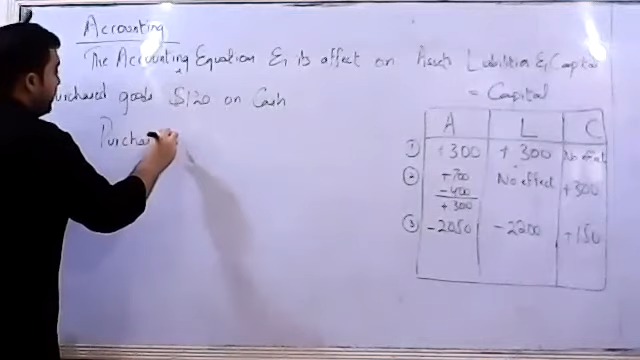 Accounting
The Accounting Equation & its affect on Assets Liabilities & Capital
= Capital
urchased goods $120 on Cash
Purcha
A L C
① +300 +300 No effect
② +700 No effect +300
-400
+300
③ -2050 -2200 +150